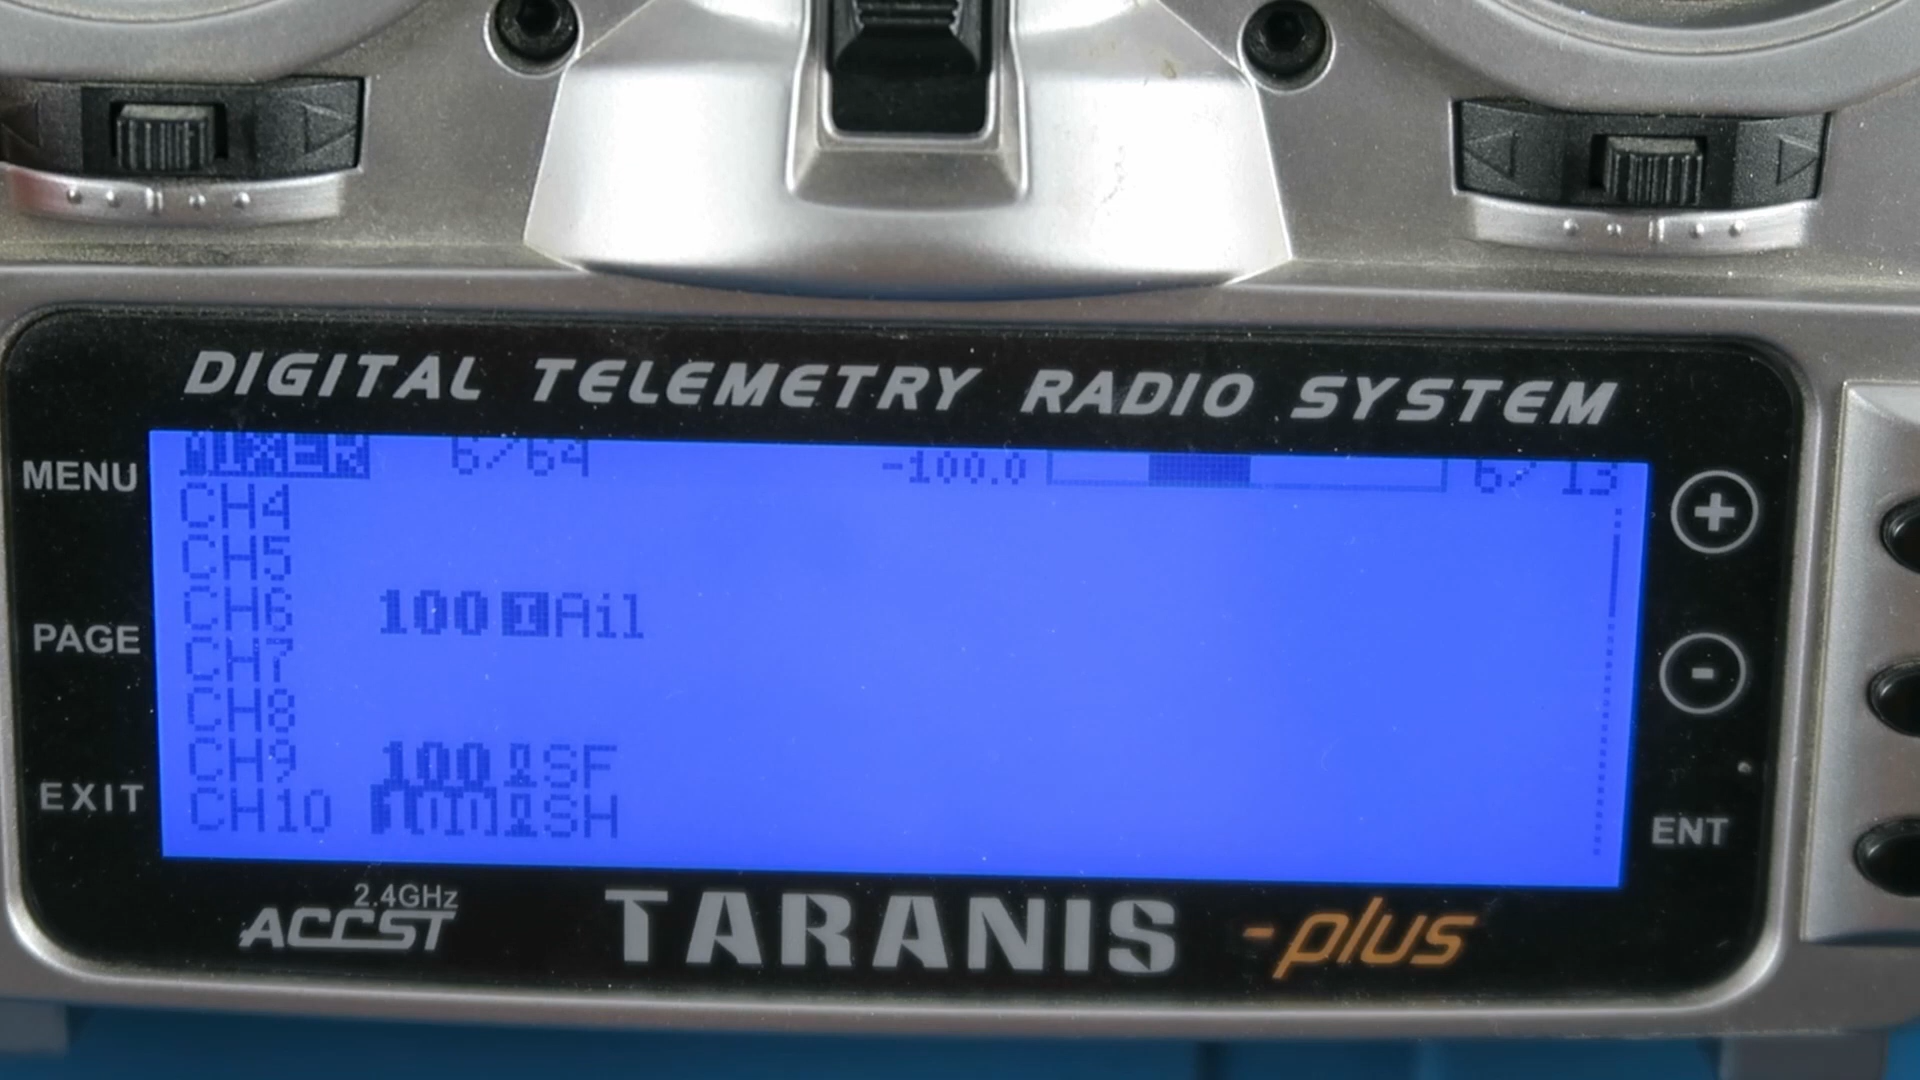 DIGITAL TELEMETRY RADIO SYSTEM
MENU
PAGE
EXIT
MIXER 6/64 -100.0 6/13
CH4
CH5
CH6 100 I Ail
CH7
CH8
CH9 100 SF
CH10 SH
+
-
ENT
2.4GHz
ACCST
TARANIS -plus